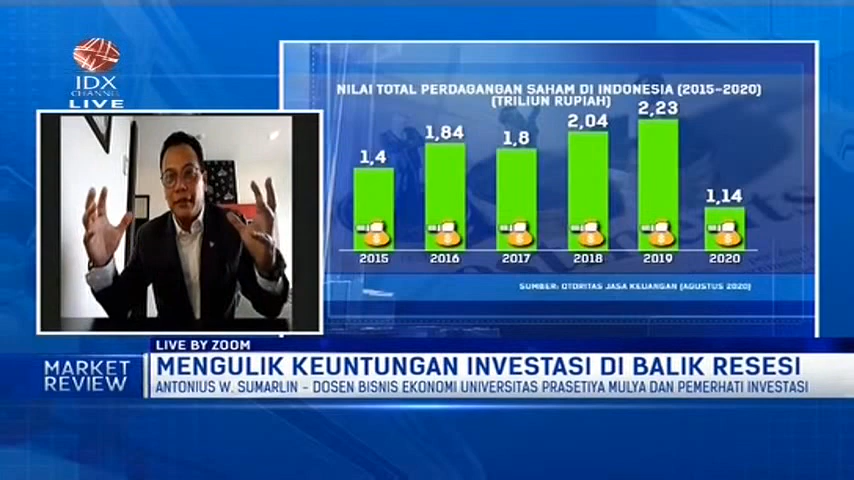 IDX
CHANNEL
LIVE
NILAI TOTAL PERDAGANGAN SAHAM DI INDONESIA (2015-2020)
(TRILIUN RUPIAH)
1,4
1,84
1,8
2,04
2,23
1,14
2015
2016
2017
2018
2019
2020
SUMBER: OTORITAS JASA KEUANGAN (AGUSTUS 2020)
LIVE BY ZOOM
MARKET
REVIEW
MENGULIK KEUNTUNGAN INVESTASI DI BALIK RESESI
ANTONIUS W. SUMARLIN - DOSEN BISNIS EKONOMI UNIVERSITAS PRASETIYA MULYA DAN PEMERHATI INVESTASI